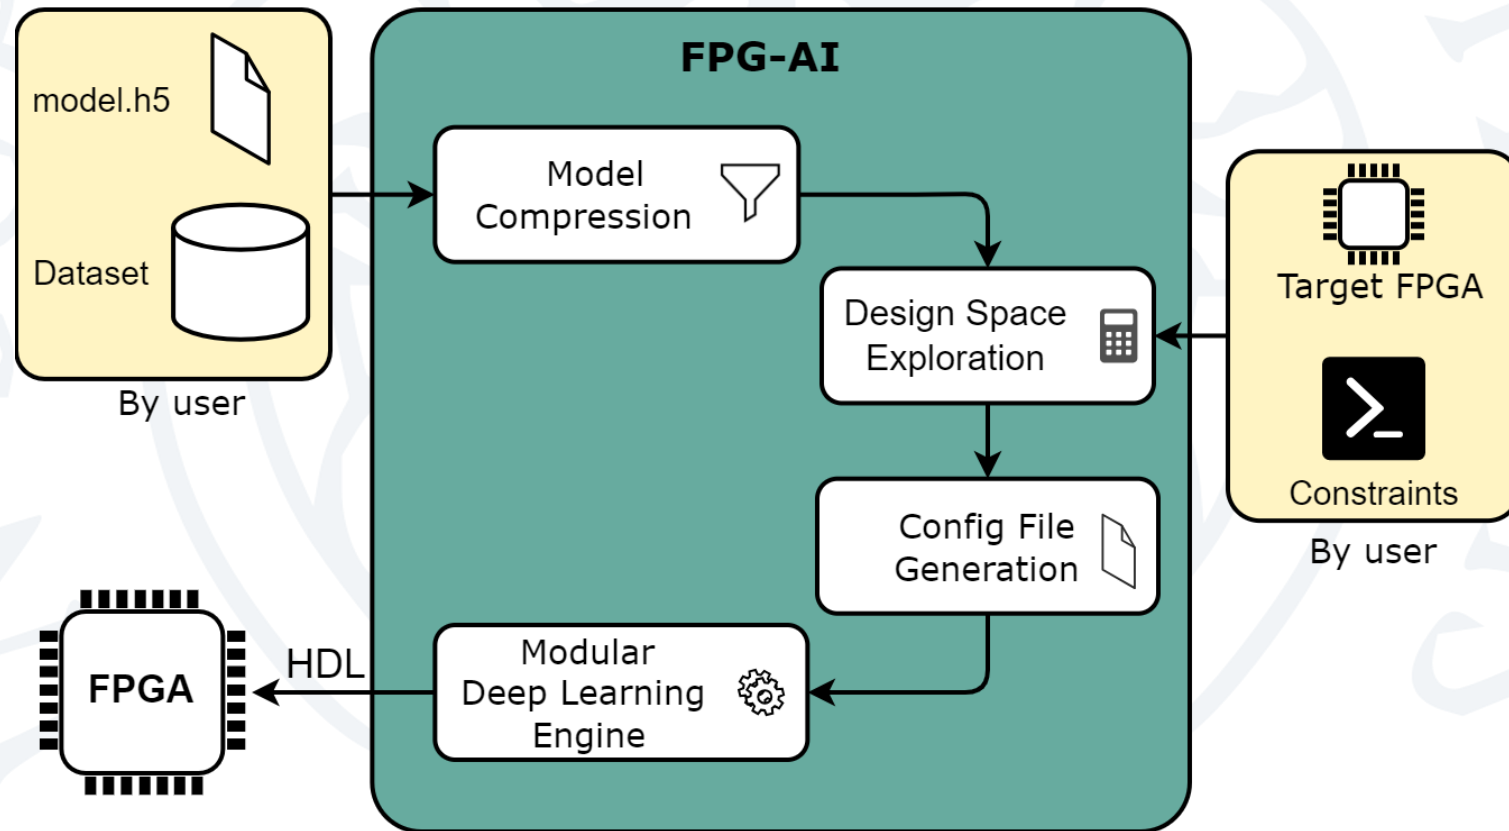 FPG-AI
model.h5
Dataset
By user
Model
Compression
Design Space
Exploration
Target FPGA
Constraints
By user
Config File
Generation
Modular
Deep Learning
Engine
HDL
FPGA